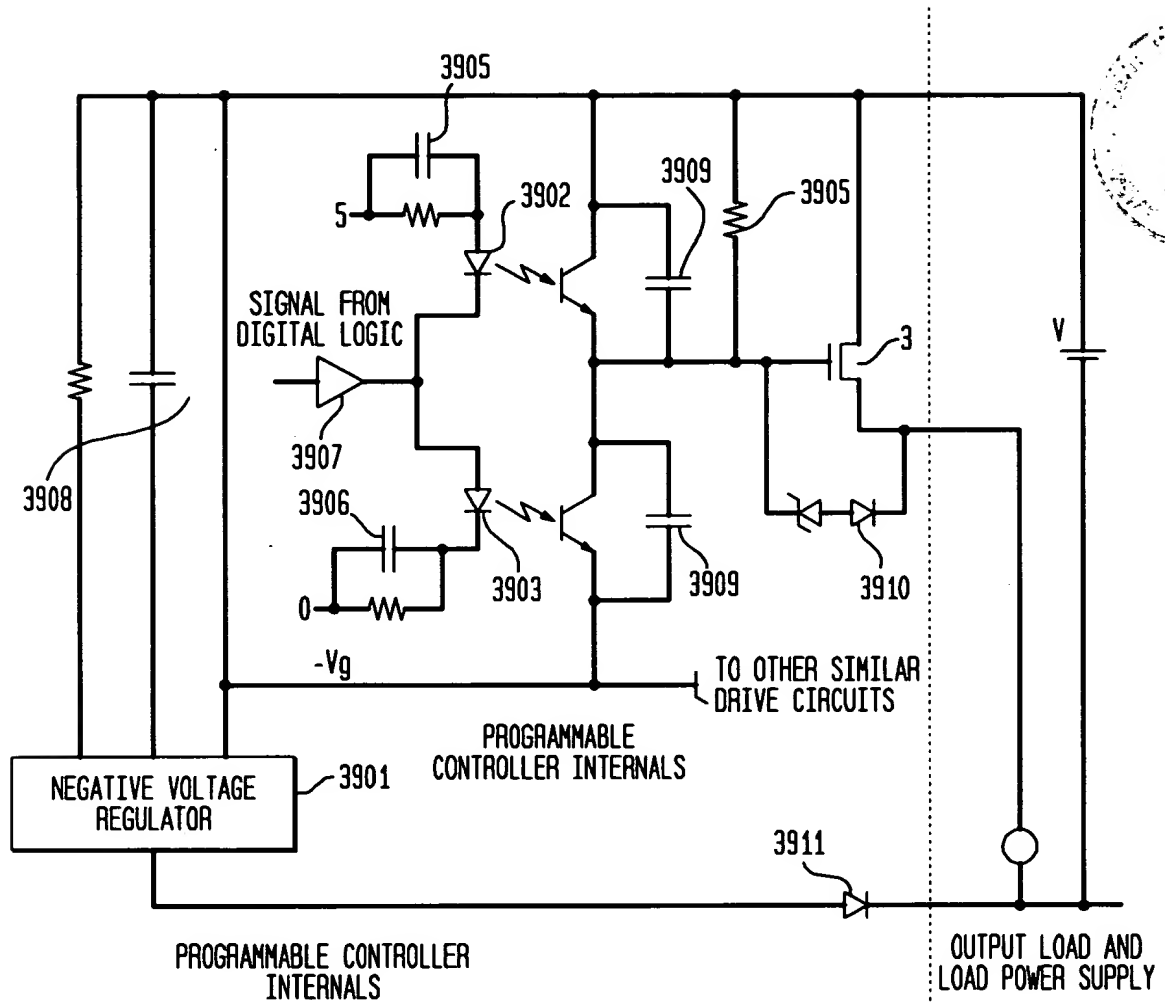 3905
3909
3902
3905
5
SIGNAL FROM
DIGITAL LOGIC
V
3
3907
3908
3906
3903
3909
3910
0
-Vg
TO OTHER SIMILAR
DRIVE CIRCUITS
PROGRAMMABLE
CONTROLLER INTERNALS
NEGATIVE VOLTAGE
REGULATOR
3901
3911
PROGRAMMABLE CONTROLLER
INTERNALS
OUTPUT LOAD AND
LOAD POWER SUPPLY